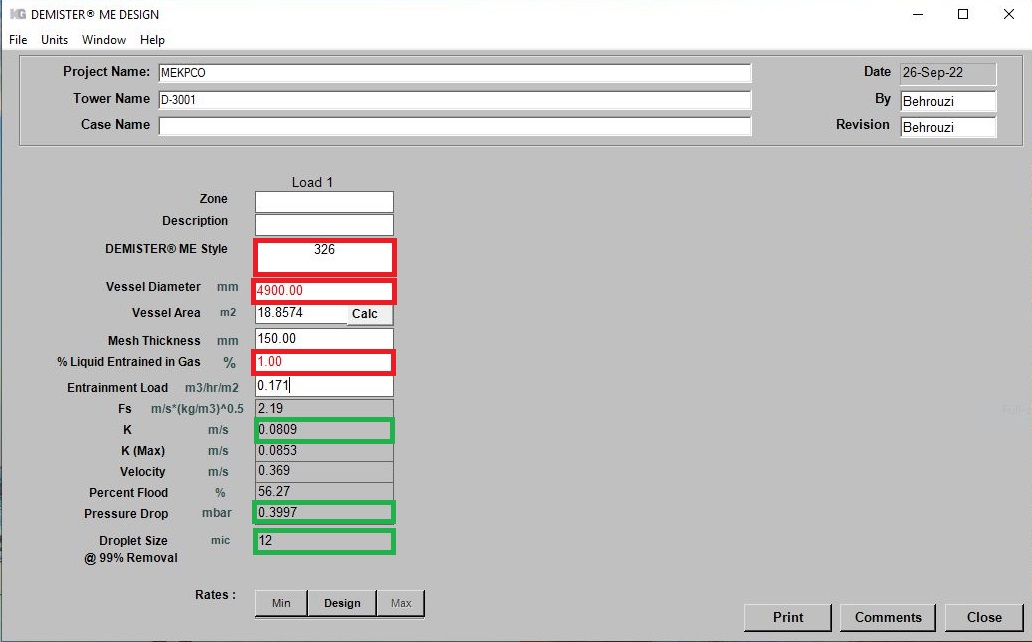 KG DEMISTER® ME DESIGN
File Units Window Help
Project Name: MEKPCO Date 26-Sep-22
Tower Name D-3001 By Behrouzi
Case Name Revision Behrouzi
Load 1
Zone
Description
DEMISTER® ME Style 326
Vessel Diameter mm 4900.00
Vessel Area m2 18.8574 Calc
Mesh Thickness mm 150.00
% Liquid Entrained in Gas % 1.00
Entrainment Load m3/hr/m2 0.171
Fs m/s*(kg/m3)^0.5 2.19
K m/s 0.0809
K (Max) m/s 0.0853
Velocity m/s 0.369
Percent Flood % 56.27
Pressure Drop mbar 0.3997
Droplet Size mic 12
@ 99% Removal
Rates : Min Design Max
Print Comments Close